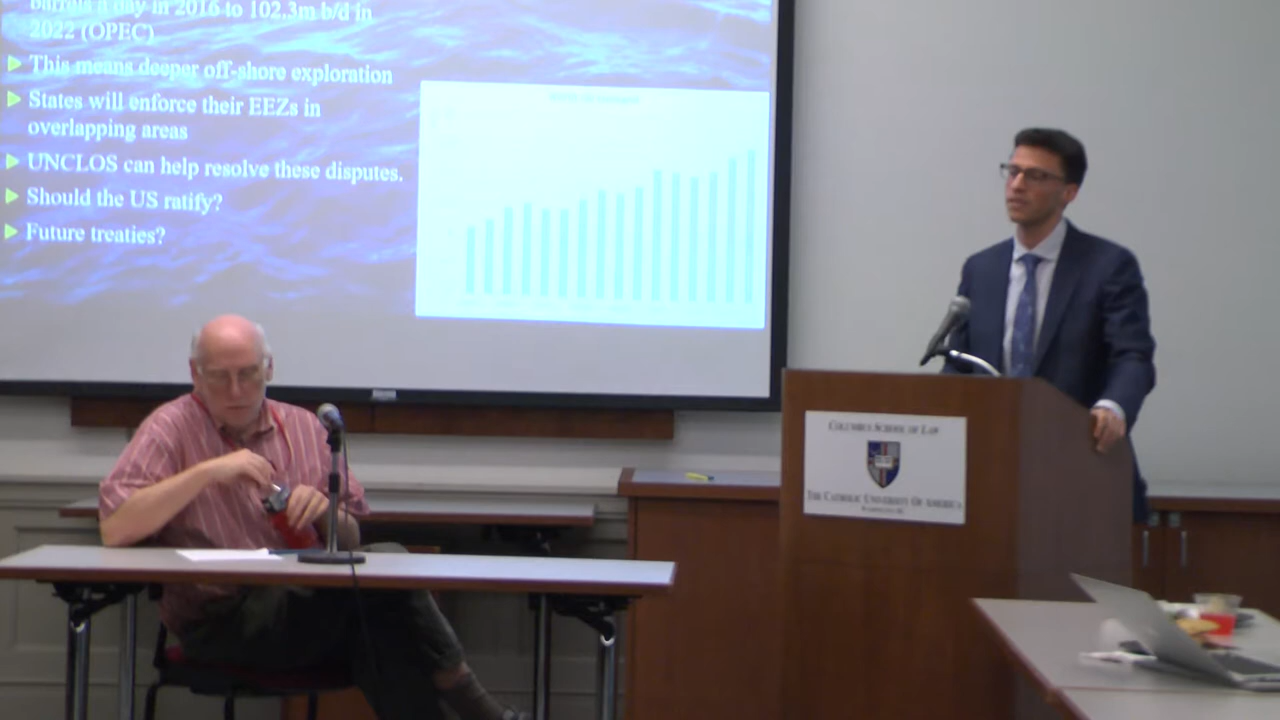 barrels a day in 2016 to 102.3m b/d in
2022 (OPEC)
This means deeper off-shore exploration
States will enforce their EEZs in
overlapping areas
UNCLOS can help resolve these disputes.
Should the US ratify?
Future treaties?
Columbus School of Law
The Catholic University Of America